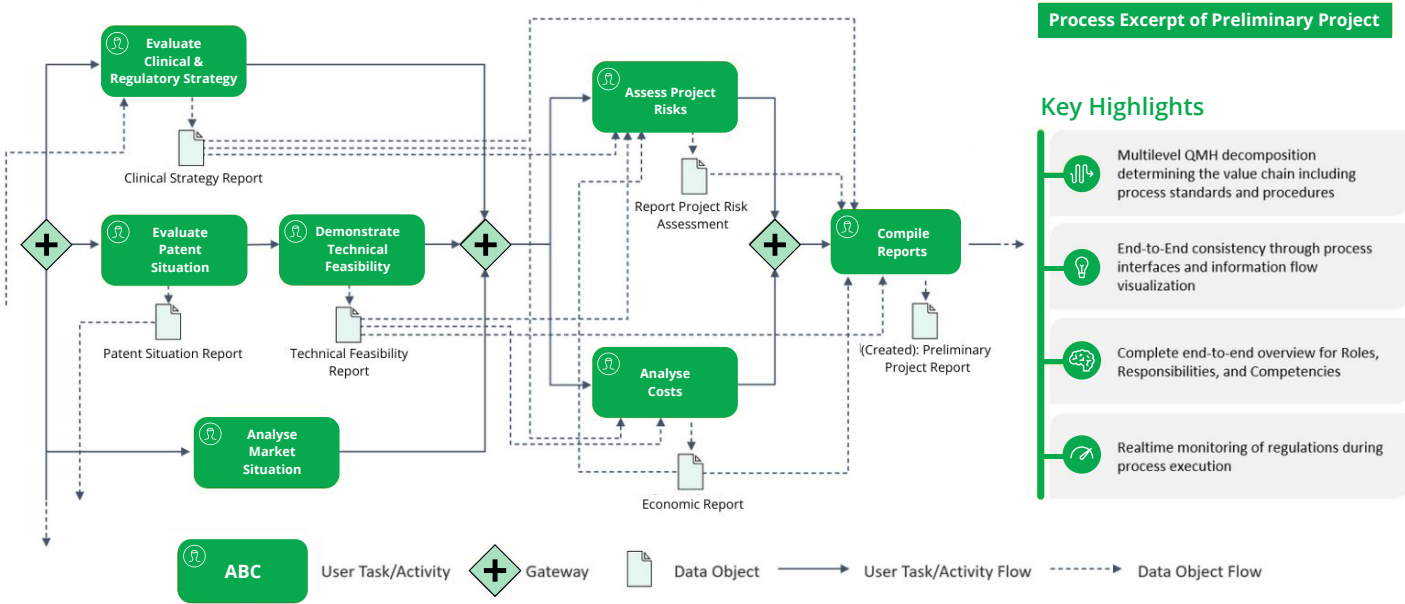 Process Excerpt of Preliminary Project
Evaluate
Clinical &
Regulatory Strategy
Clinical Strategy Report
Evaluate
Patent
Situation
Patent Situation Report
Demonstrate
Technical
Feasibility
Technical Feasibility
Report
Analyse
Market
Situation
Assess Project
Risks
Report Project Risk
Assessment
Analyse
Costs
Economic Report
Compile
Reports
(Created): Preliminary
Project Report
Key Highlights
Multilevel QMH decomposition
determining the value chain including
process standards and procedures
End-to-End consistency through process
interfaces and information flow
visualization
Complete end-to-end overview for Roles,
Responsibilities, and Competencies
Realtime monitoring of regulations during
process execution
ABC
User Task/Activity
Gateway
Data Object
User Task/Activity Flow
Data Object Flow